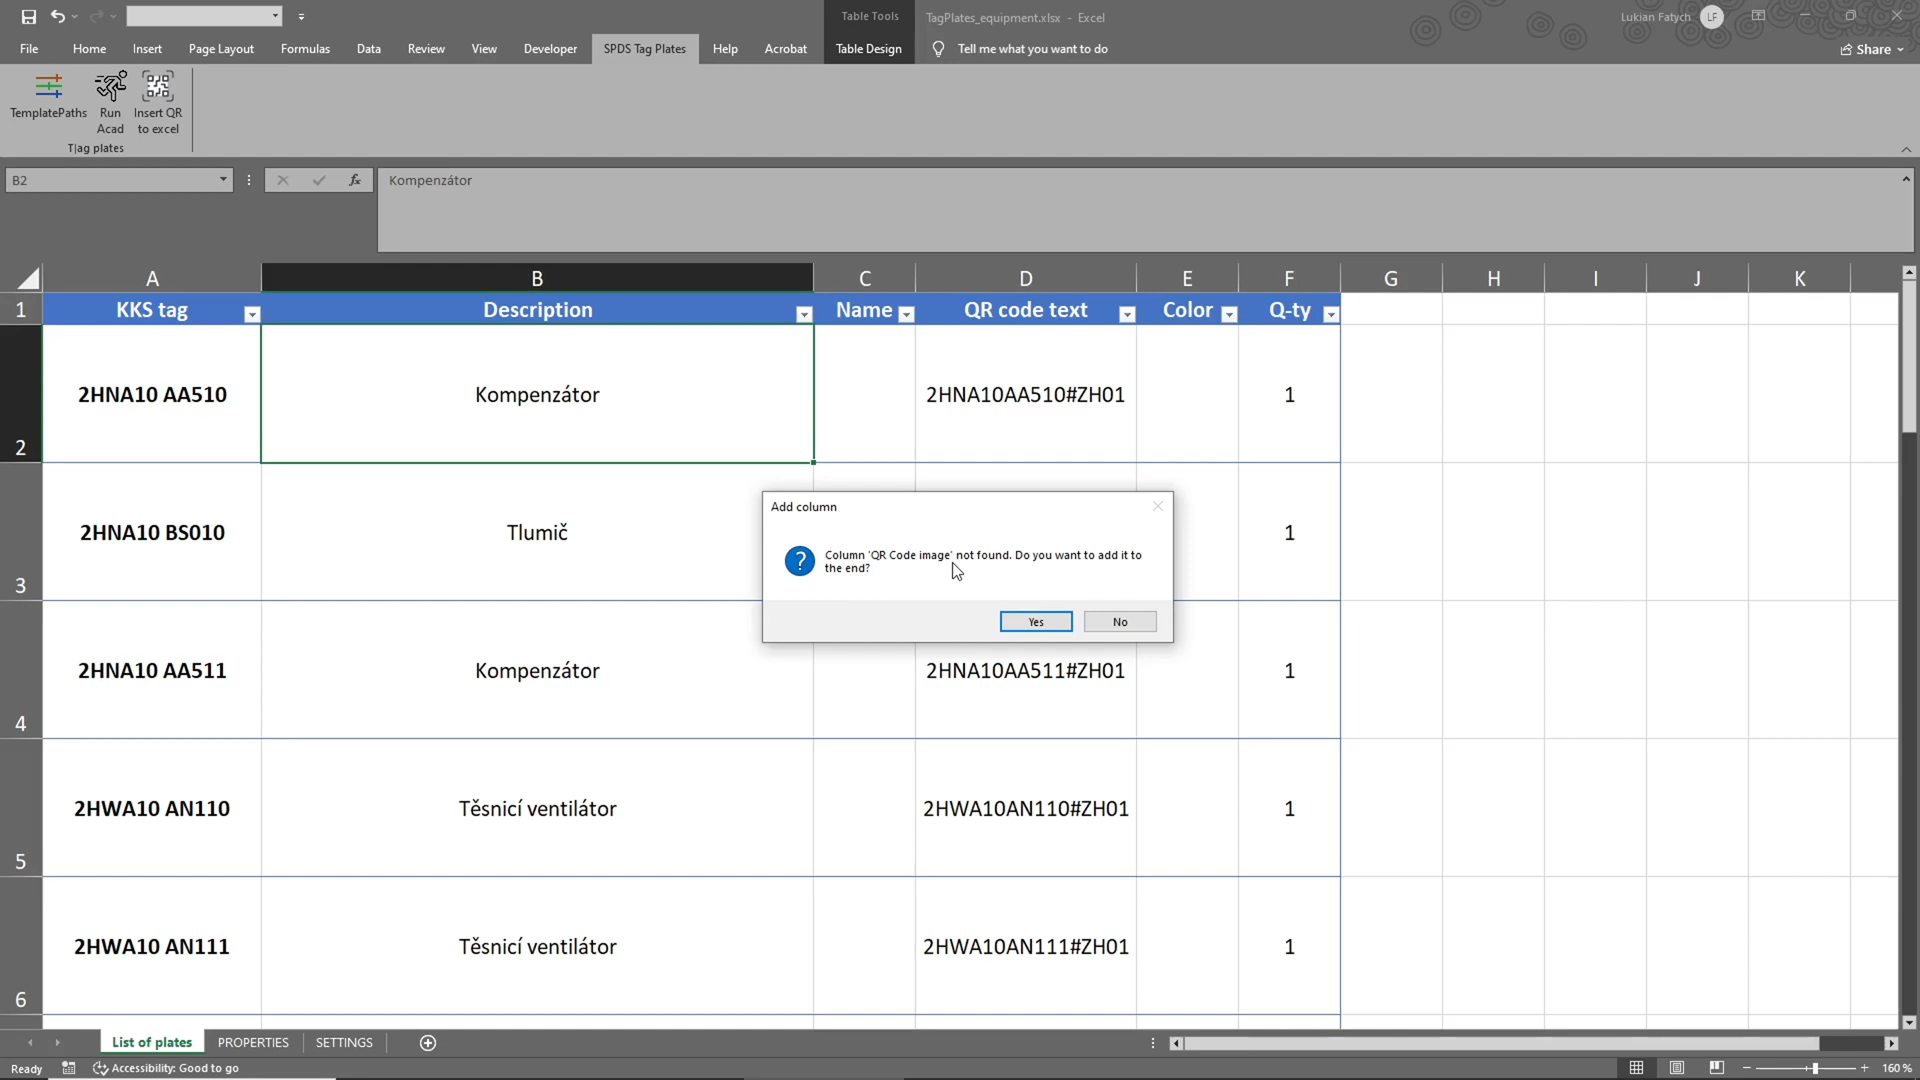 Table Tools
TagPlates_equipment.xlsx - Excel
Lukian Fatych LF
File Home Insert Page Layout Formulas Data Review View Developer SPDS Tag Plates Help Acrobat Table Design Tell me what you want to do Share
TemplatePaths
Run
Acad
Insert QR
to excel
T|ag plates
B2
fx
Kompenzátor
A B C D E F G H I J K
1 KKS tag Description Name QR code text Color Q-ty
2 2HNA10 AA510 Kompenzátor 2HNA10AA510#ZH01 1
3 2HNA10 BS010 Tlumič 1
Add column
? Column 'QR Code image' not found. Do you want to add it to
the end?
Yes No
4 2HNA10 AA511 Kompenzátor 2HNA10AA511#ZH01 1
5 2HWA10 AN110 Těsnicí ventilátor 2HWA10AN110#ZH01 1
6 2HWA10 AN111 Těsnicí ventilátor 2HWA10AN111#ZH01 1
List of plates PROPERTIES SETTINGS
Ready Accessibility: Good to go 160 %